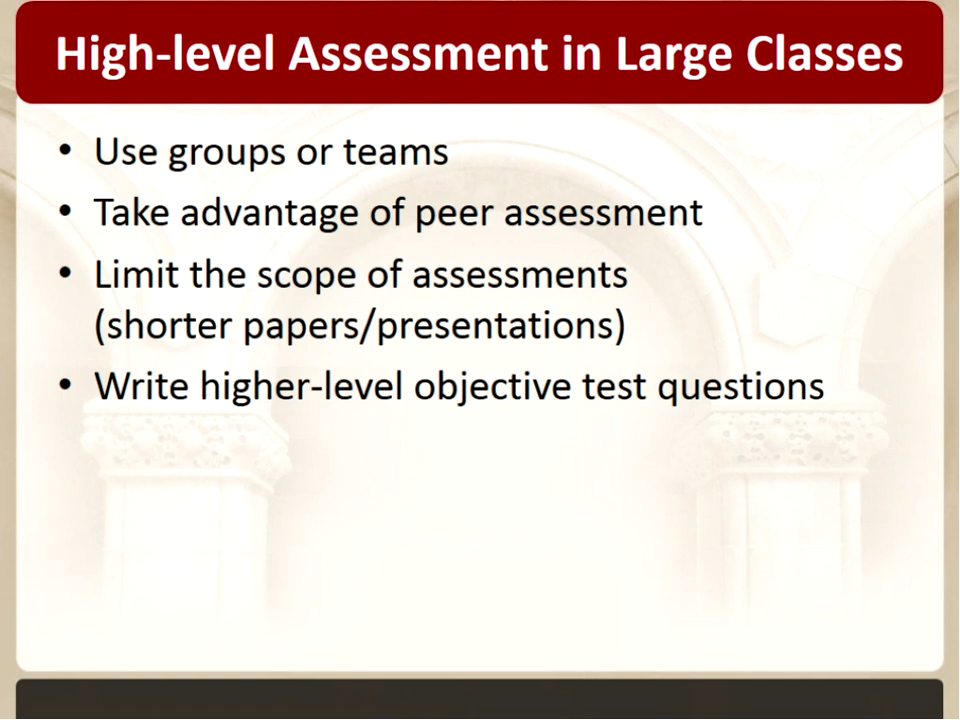 High-level Assessment in Large Classes
• Use groups or teams
• Take advantage of peer assessment
• Limit the scope of assessments
(shorter papers/presentations)
• Write higher-level objective test questions